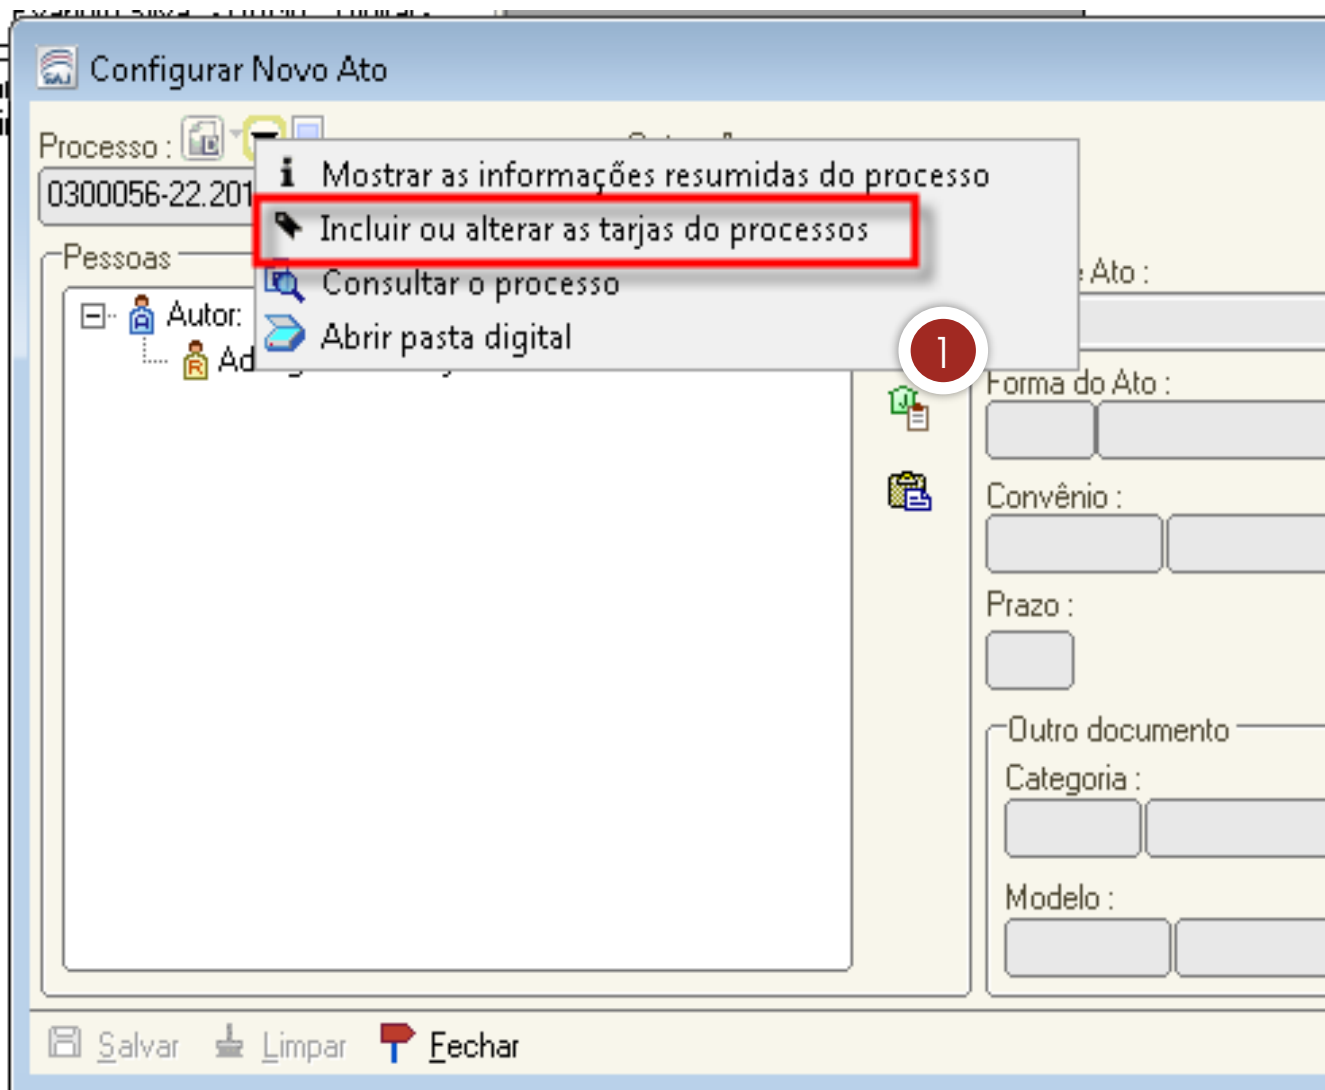 SAJ Configurar Novo Ato
Processo :
0300056-22.201
Mostrar as informações resumidas do processo
Incluir ou alterar as tarjas do processos
Consultar o processo
Abrir pasta digital
1
Pessoas
Autor:
Ad
Ato :
Forma do Ato :
Convênio :
Prazo :
Outro documento
Categoria :
Modelo :
Salvar Limpar Fechar